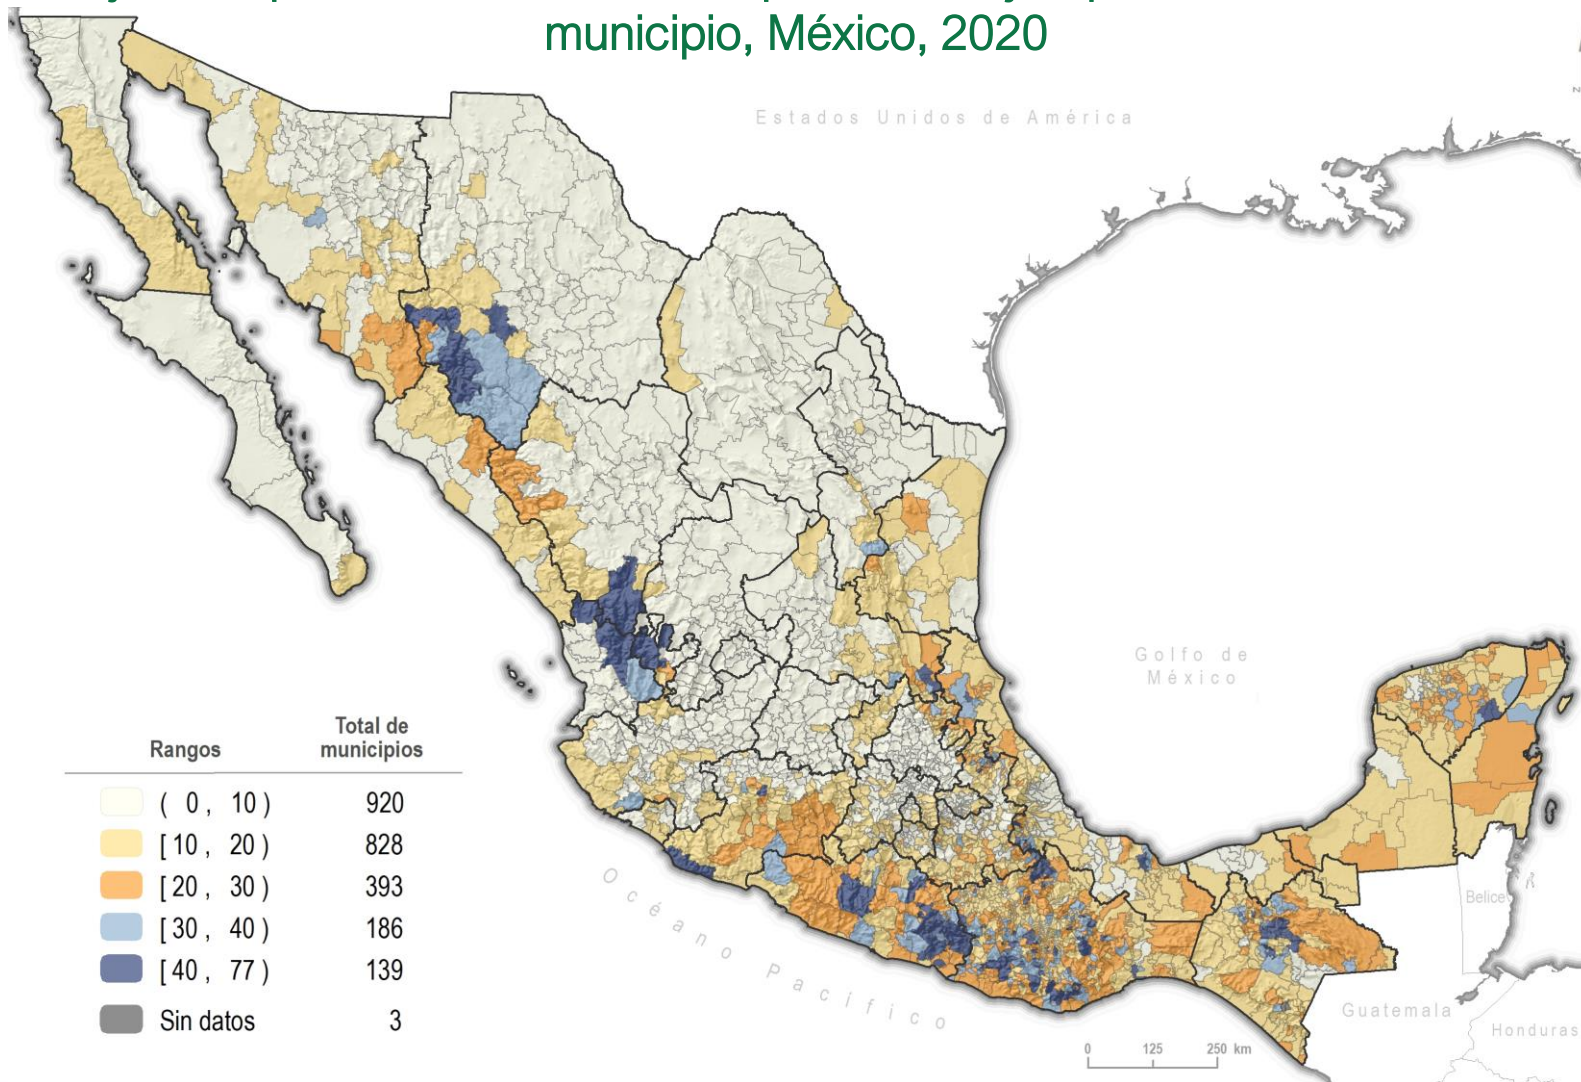 municipio, México, 2020
Estados Unidos de América
Golfo de
México
Rangos
Total de
municipios
( 0 , 10 ) 920
[ 10 , 20 ) 828
[ 20 , 30 ) 393
[ 30 , 40 ) 186
[ 40 , 77 ) 139
Sin datos 3
Océano Pacífico
Belice
Guatemala
Honduras
0 125 250 km